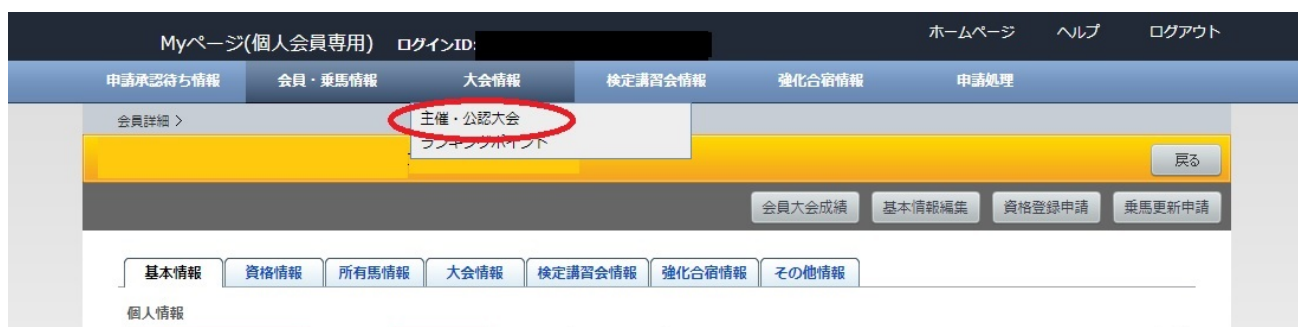 Myページ(個人会員専用) ログインID: ホームページ ヘルプ ログアウト
申請承認待ち情報 会員・乗馬情報 大会情報 検定講習会情報 強化合宿情報 申請処理
会員詳細 >
主催・公認大会
ランキングポイント
戻る
会員大会成績 基本情報編集 資格登録申請 乗馬更新申請
基本情報 資格情報 所有馬情報 大会情報 検定講習会情報 強化合宿情報 その他情報
個人情報